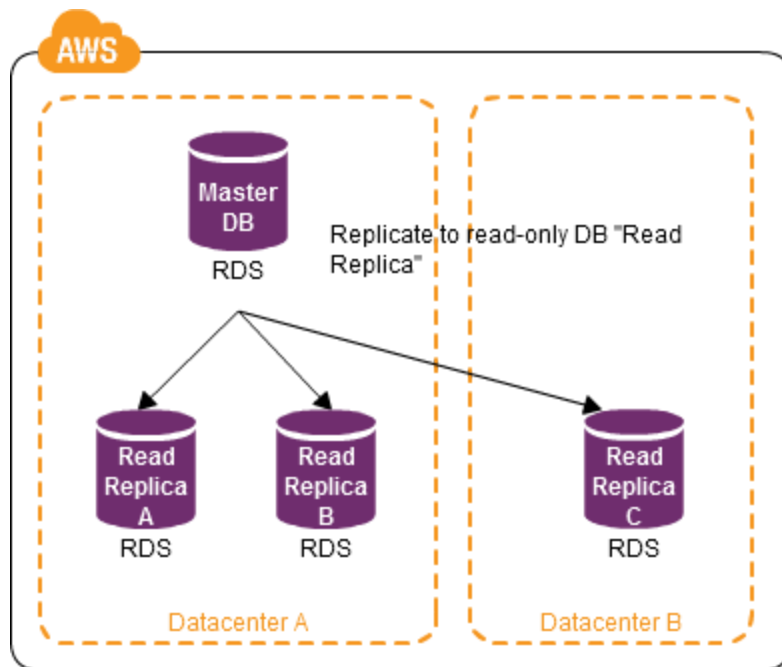 AWS
Master
DB
RDS
Replicate to read-only DB "Read
Replica"
Read
Replica
A
RDS
Read
Replica
B
RDS
Read
Replica
C
RDS
Datacenter A
Datacenter B